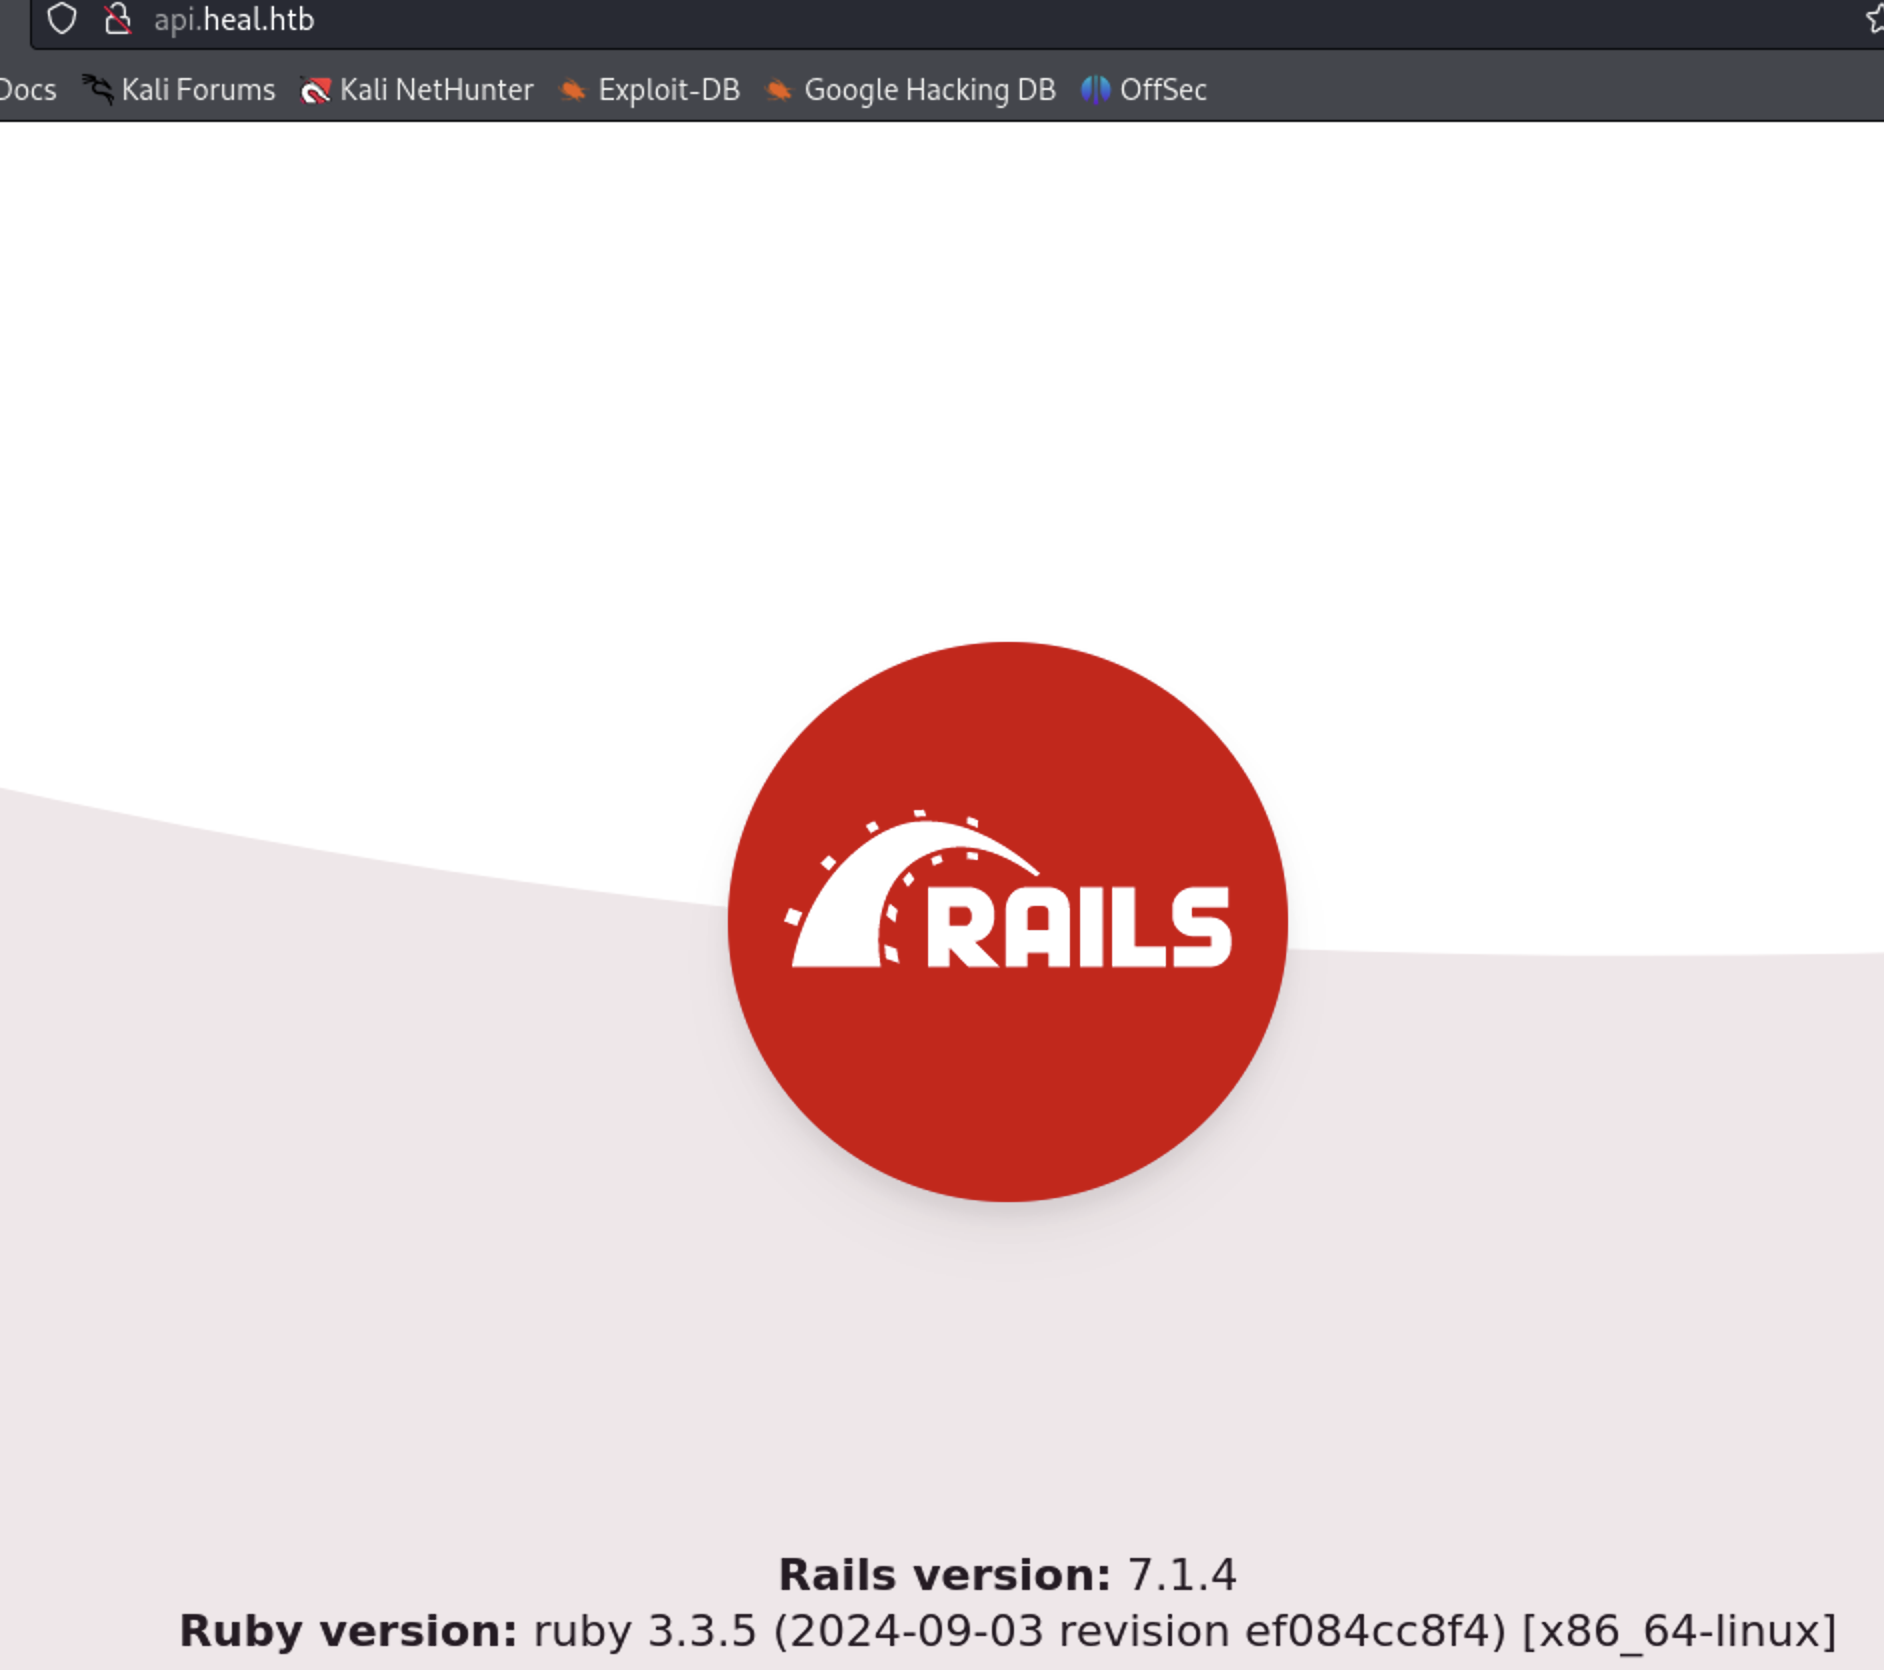 api.heal.htb
Docs Kali Forums Kali NetHunter Exploit-DB Google Hacking DB OffSec
RAILS
Rails version: 7.1.4
Ruby version: ruby 3.3.5 (2024-09-03 revision ef084cc8f4) [x86_64-linux]